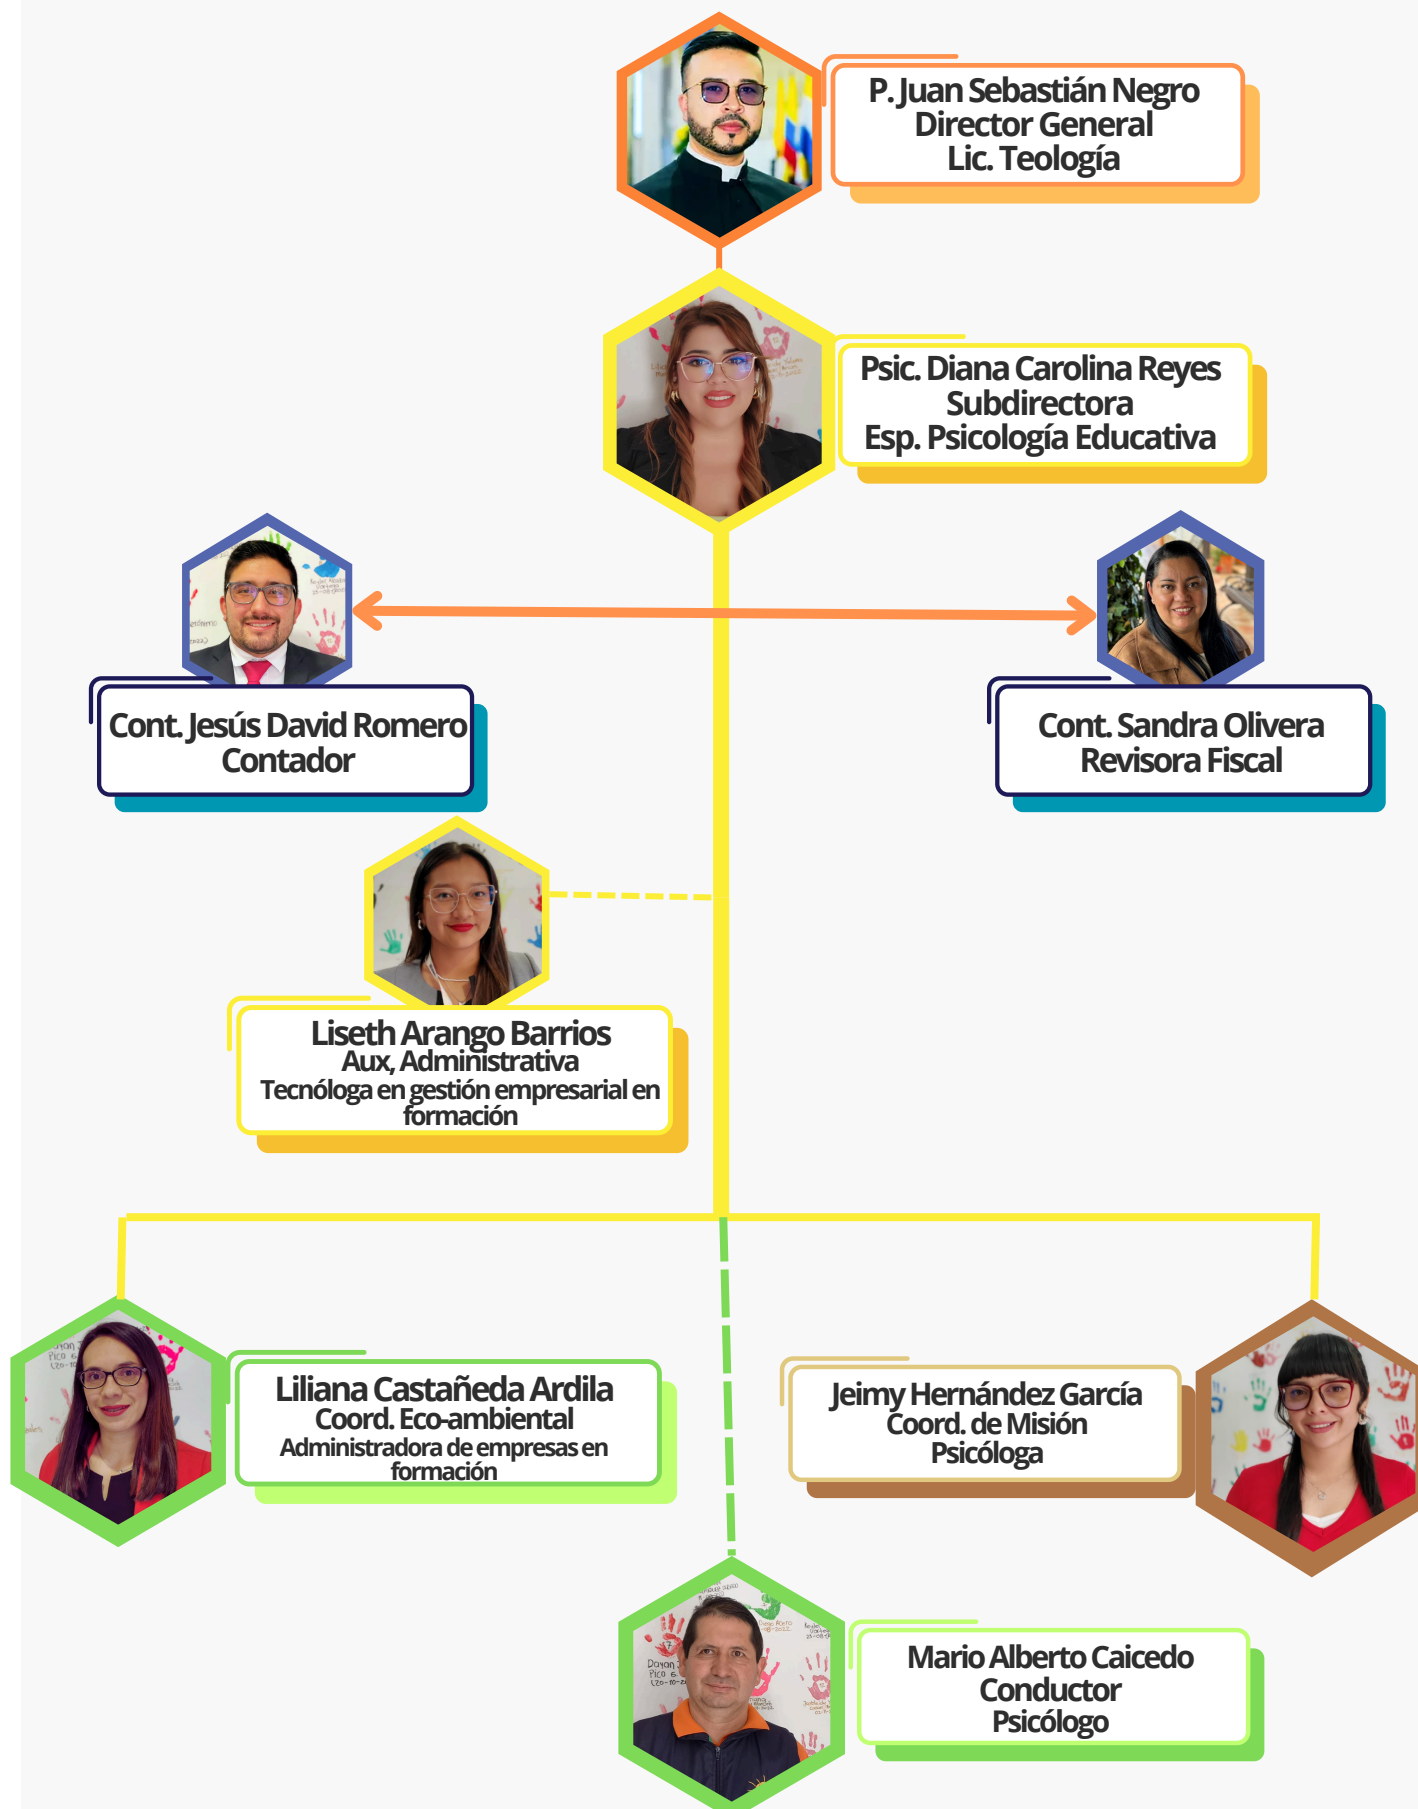 P. Juan Sebastián Negro
Director General
Lic. Teología
Psic. Diana Carolina Reyes
Subdirectora
Esp. Psicología Educativa
Cont. Jesús David Romero
Contador
Cont. Sandra Olivera
Revisora Fiscal
Liseth Arango Barrios
Aux, Administrativa
Tecnóloga en gestión empresarial en
formación
Liliana Castañeda Ardila
Coord. Eco-ambiental
Administradora de empresas en
formación
Jeimy Hernández García
Coord. de Misión
Psicóloga
Mario Alberto Caicedo
Conductor
Psicólogo